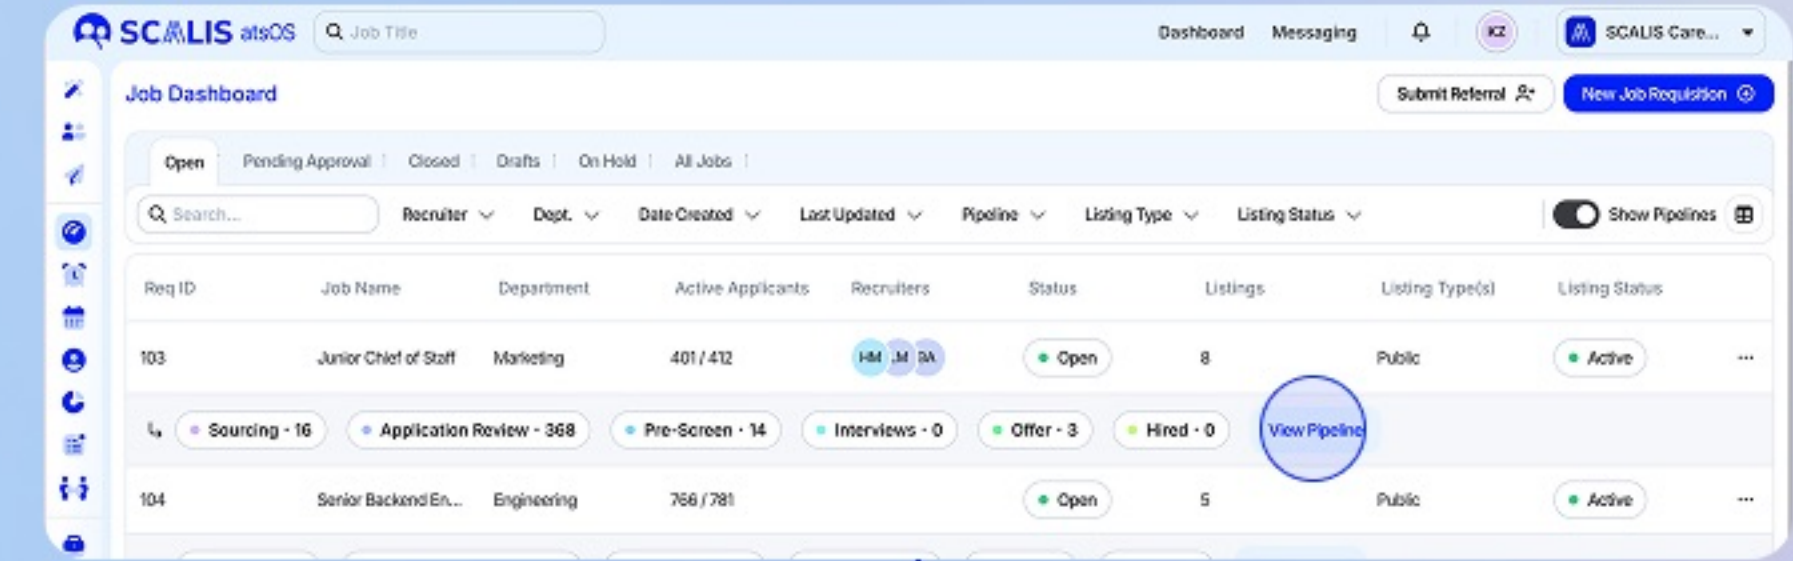 SCALIS atsOS Job Title Dashboard Messaging KZ SCALIS Care...
Job Dashboard Submit Referral New Job Requisition
Open Pending Approval Closed Drafts On Hold All Jobs
Search... Recruiter Dept. Date Created Last Updated Pipeline Listing Type Listing Status Show Pipelines
Req ID Job Name Department Active Applicants Recruiters Status Listings Listing Type(s) Listing Status
103 Junior Chief of Staff Marketing 401 / 412 HM Open 8 Public Active ...
Sourcing - 16 Application Review - 368 Pre-Screen - 14 Interviews - 0 Offer - 3 Hired - 0 View Pipeline
104 Senior Backend En... Engineering 766 / 781 Open 5 Public Active ...